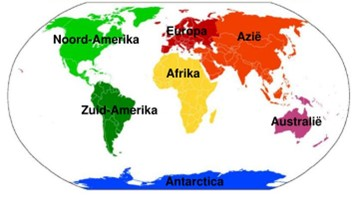 Noord-Amerika
Europa
Azië
Afrika
Zuid-Amerika
Australië
Antarctica